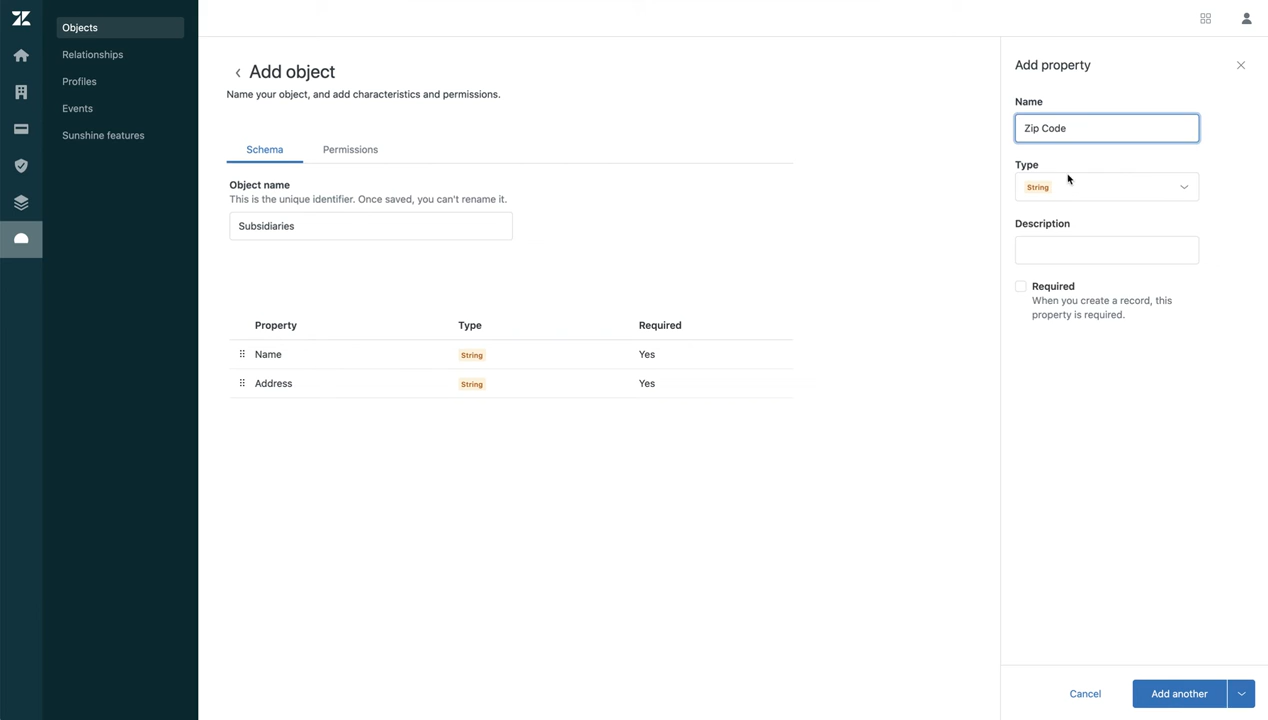 Objects
Relationships
Profiles
Events
Sunshine features
Add object
Name your object, and add characteristics and permissions.
Schema
Permissions
Object name
This is the unique identifier. Once saved, you can't rename it.
Subsidiaries
Property Type Required
Name String Yes
Address String Yes
Add property
Name
Zip Code
Type
String
Description
Required
When you create a record, this
property is required.
Cancel
Add another